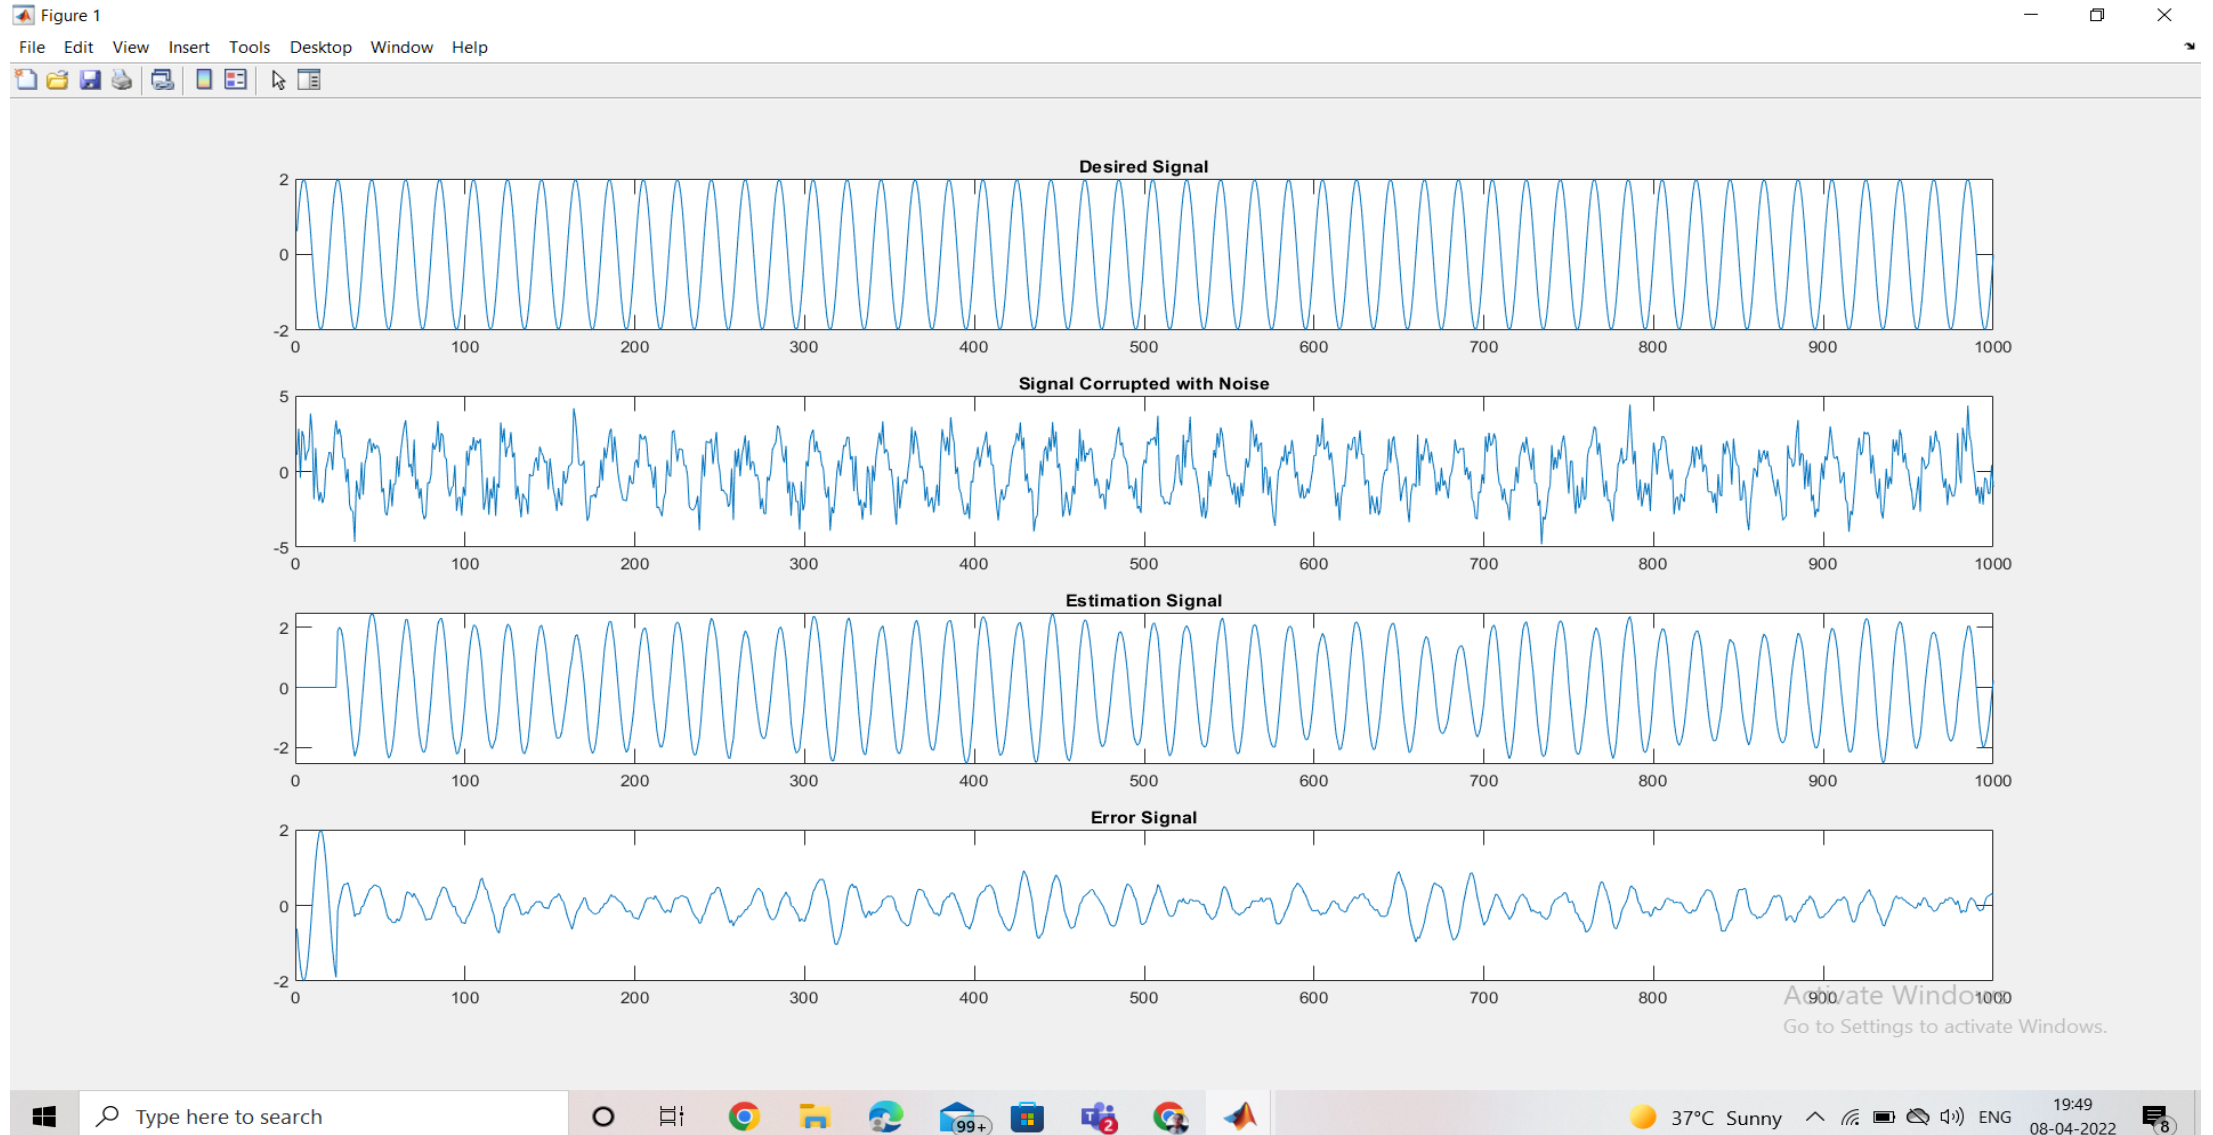 Figure 1
File Edit View Insert Tools Desktop Window Help
Desired Signal
2
0
-2
0 100 200 300 400 500 600 700 800 900 1000
Signal Corrupted with Noise
5
0
-5
0 100 200 300 400 500 600 700 800 900 1000
Estimation Signal
2
0
-2
0 100 200 300 400 500 600 700 800 900 1000
Error Signal
2
0
-2
0 100 200 300 400 500 600 700 800 900 1000
Activate Windows
Go to Settings to activate Windows.
Type here to search
99+
T
2
37°C Sunny
ENG
19:49
08-04-2022
8